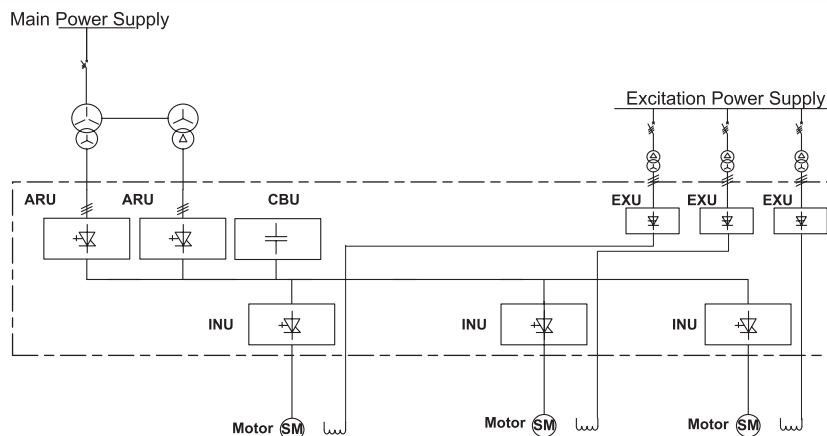 Main Power Supply
Excitation Power Supply
ARU ARU CBU EXU EXU EXU
INU INU INU
Motor SM Motor SM Motor SM